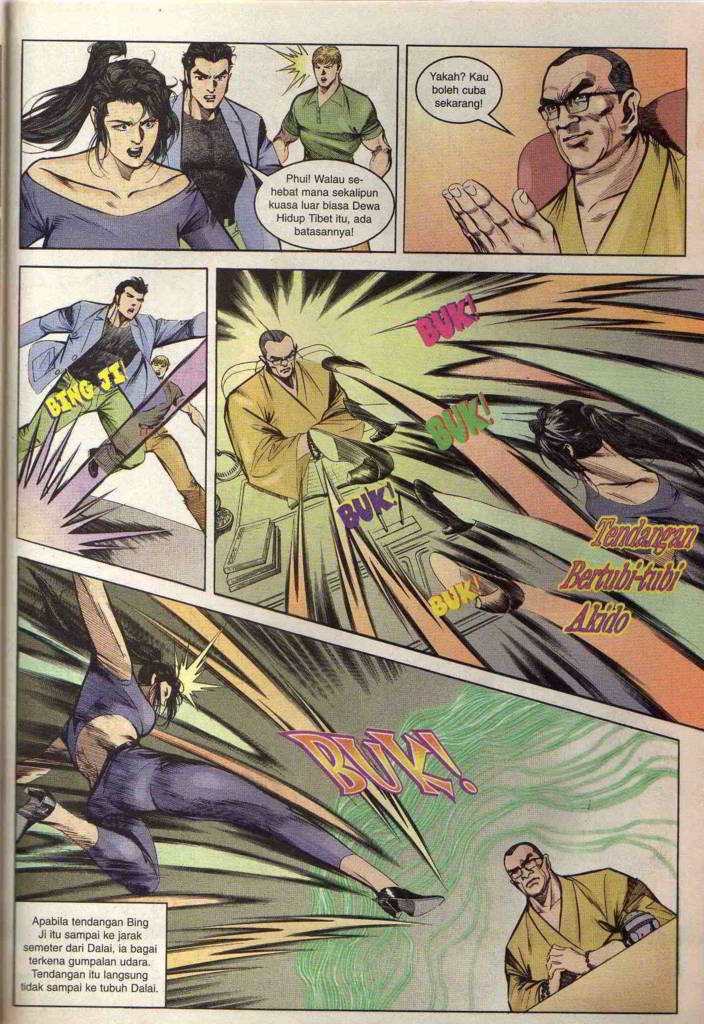 Phui! Walau se-
hebat mana sekalipun
kuasa luar biasa Dewa
Hidup Tibet itu, ada
batasannya!
Yakah? Kau
boleh cuba
sekarang!
BING JI
BUK!
BUK!
BUK!
BUK!
Tendangan
Bertubi-tubi
Akido
BUK!
Apabila tendangan Bing
Ji itu sampai ke jarak
semeter dari Dalai, ia bagai
terkena gumpalan udara.
Tendangan itu langsung
tidak sampai ke tubuh Dalai.